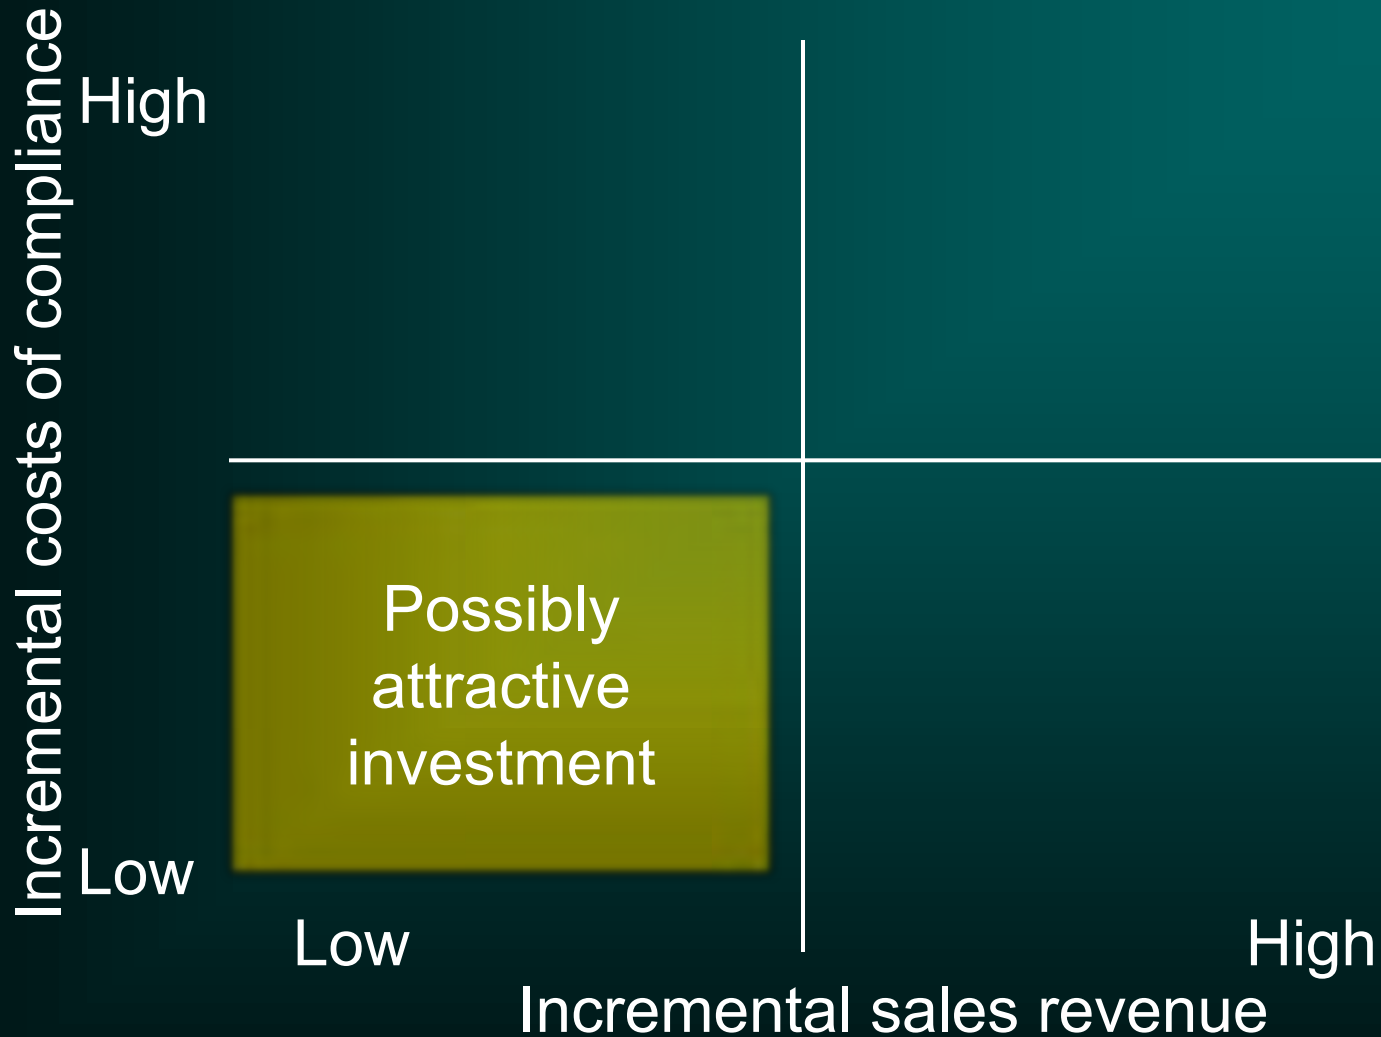 Incremental costs of compliance
High
Possibly
attractive
investment
Low
Low
High
Incremental sales revenue